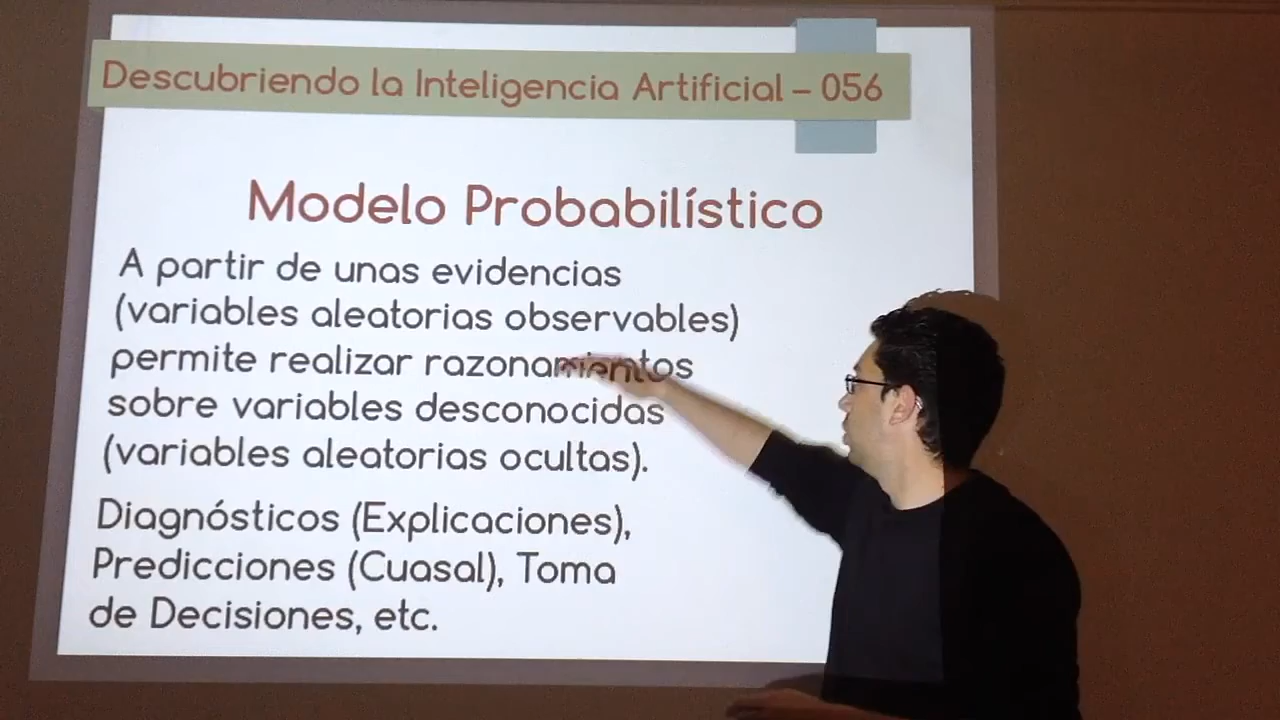 Descubriendo la Inteligencia Artificial – 056
Modelo Probabilístico
A partir de unas evidencias
(variables aleatorias observables)
permite realizar razonamientos
sobre variables desconocidas
(variables aleatorias ocultas).
Diagnósticos (Explicaciones),
Predicciones (Cuasal), Toma
de Decisiones, etc.